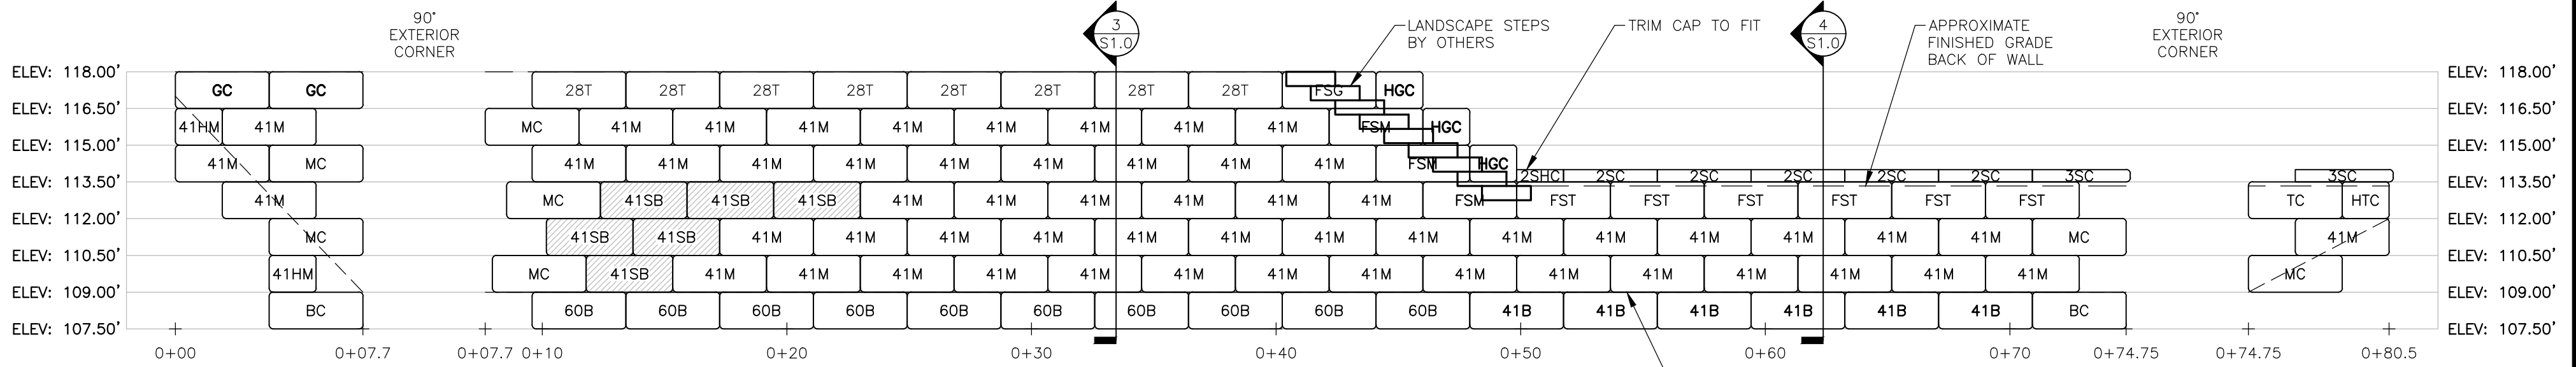 90° EXTERIOR CORNER
3
S1.0
LANDSCAPE STEPS BY OTHERS
TRIM CAP TO FIT
4
S1.0
APPROXIMATE FINISHED GRADE BACK OF WALL
90° EXTERIOR CORNER
ELEV: 118.00' ELEV: 118.00'
GC GC 28T 28T 28T 28T 28T 28T 28T 28T FSG HGC
ELEV: 116.50' ELEV: 116.50'
41HM 41M MC 41M 41M 41M 41M 41M 41M 41M 41M FSM HGC
ELEV: 115.00' ELEV: 115.00'
41M MC 41M 41M 41M 41M 41M 41M 41M 41M 41M FSM HGC
2SHC 2SC 2SC 2SC 2SC 2SC 3SC 3SC
ELEV: 113.50' ELEV: 113.50'
41M MC 41SB 41SB 41SB 41M 41M 41M 41M 41M 41M FSM FST FST FST FST FST FST TC HTC
ELEV: 112.00' ELEV: 112.00'
MC 41SB 41SB 41M 41M 41M 41M 41M 41M 41M 41M 41M 41M 41M 41M 41M 41M MC 41M
ELEV: 110.50' ELEV: 110.50'
41HM MC 41SB 41M 41M 41M 41M 41M 41M 41M 41M 41M 41M 41M 41M 41M 41M 41M MC
ELEV: 109.00' ELEV: 109.00'
BC 60B 60B 60B 60B 60B 60B 60B 60B 60B 60B 41B 41B 41B 41B 41B 41B BC
ELEV: 107.50' ELEV: 107.50'
0+00 0+07.7 0+07.7 0+10 0+20 0+30 0+40 0+50 0+60 0+70 0+74.75 0+74.75 0+80.5